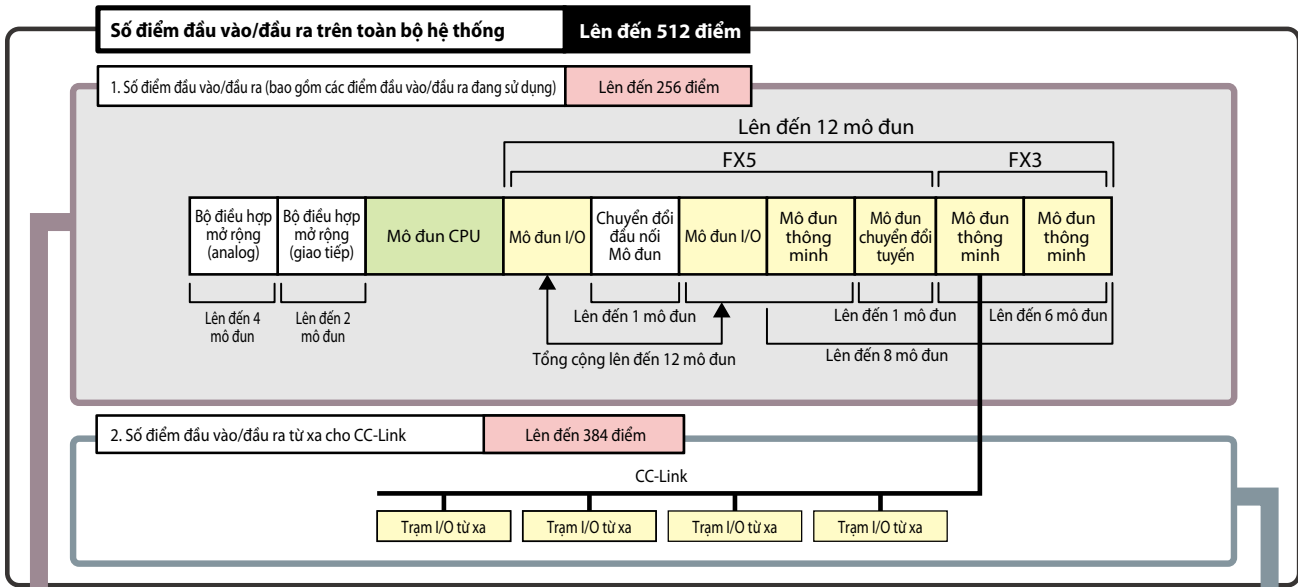 Số điểm đầu vào/đầu ra trên toàn bộ hệ thống
Lên đến 512 điểm
1. Số điểm đầu vào/đầu ra (bao gồm các điểm đầu vào/đầu ra đang sử dụng)
Lên đến 256 điểm
Lên đến 12 mô đun
FX5
FX3
Bộ điều hợp
mở rộng
(analog)
Bộ điều hợp
mở rộng
(giao tiếp)
Mô đun CPU
Mô đun I/O
Chuyển đổi
đầu nối
Mô đun
Mô đun I/O
Mô đun
thông
minh
Mô đun
chuyển đổi
tuyến
Mô đun
thông
minh
Mô đun
thông
minh
Lên đến 4
mô đun
Lên đến 2
mô đun
Lên đến 1 mô đun
Lên đến 1 mô đun
Lên đến 6 mô đun
Tổng cộng lên đến 12 mô đun
Lên đến 8 mô đun
2. Số điểm đầu vào/đầu ra từ xa cho CC-Link
Lên đến 384 điểm
CC-Link
Trạm I/O từ xa
Trạm I/O từ xa
Trạm I/O từ xa
Trạm I/O từ xa